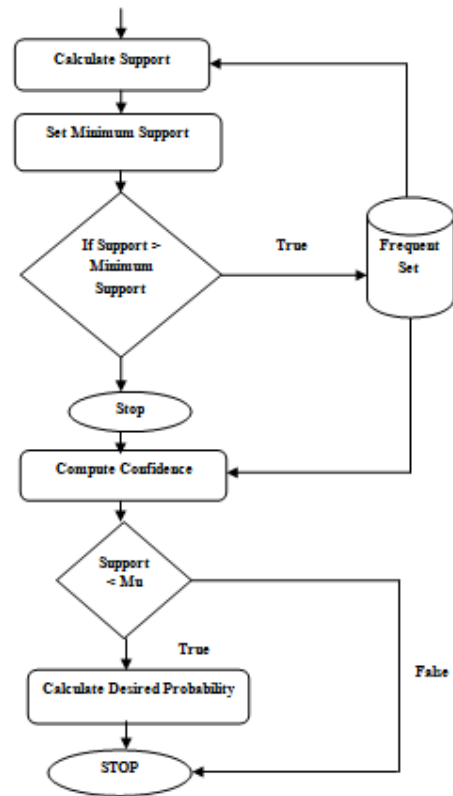 Calculate Support
Set Minimum Support
If Support >
Minimum
Support
True
Frequent
Set
Stop
Compute Confidence
Support
< Mu
True
False
Calculate Desired Probability
STOP